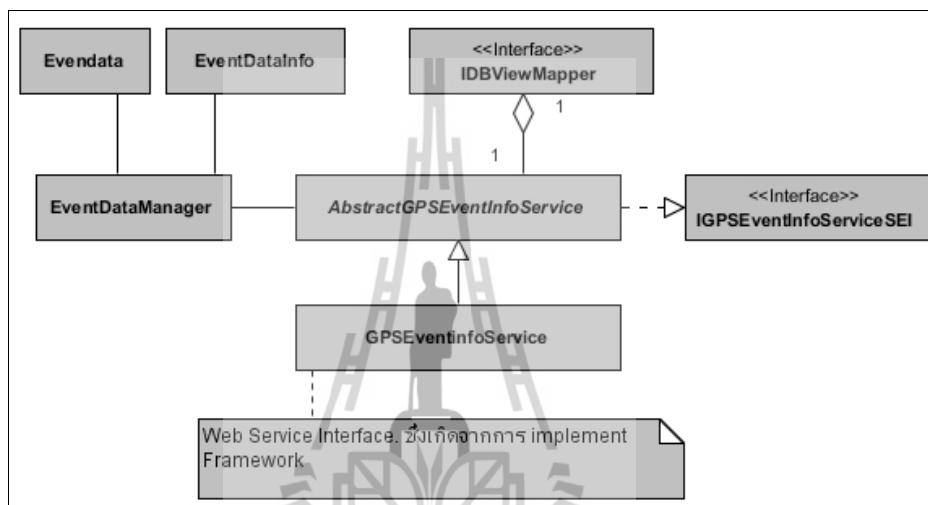 Evendata
EventDataInfo
<<Interface>>
IDBViewMapper
1
1
EventDataManager
AbstractGPSEventInfoService
<<Interface>>
IGPSEventInfoServiceSEI
GPSEventinfoService
Web Service Interface. ซึ่งเกิดจากการ implement
Framework